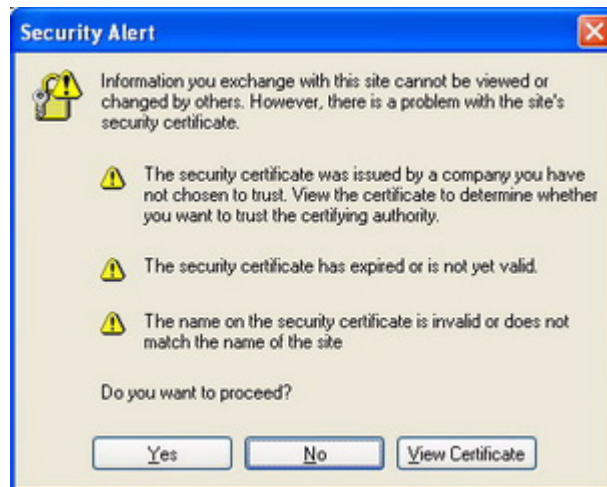 Security Alert
Information you exchange with this site cannot be viewed or
changed by others. However, there is a problem with the site's
security certificate.
The security certificate was issued by a company you have
not chosen to trust. View the certificate to determine whether
you want to trust the certifying authority.
The security certificate has expired or is not yet valid.
The name on the security certificate is invalid or does not
match the name of the site
Do you want to proceed?
Yes No View Certificate